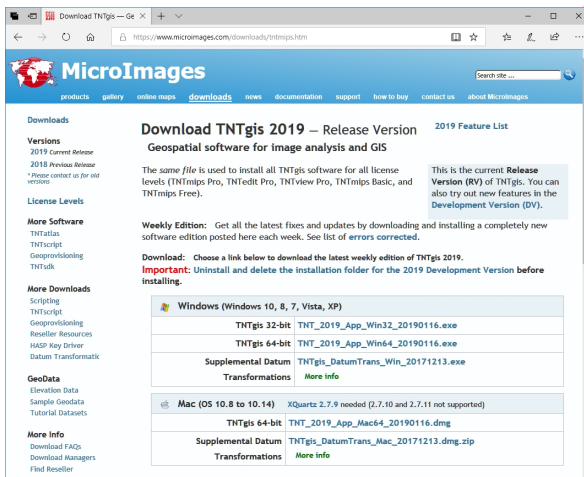 Download TNTgis — Ge
https://www.microimages.com/downloads/tntmips.htm
MicroImages
Search site ...
products gallery online maps downloads news documentation support how to buy contact us about MicroImages
Downloads
Versions
2019 Current Release
2018 Previous Release
* Please contact us for old
versions
License Levels
More Software
TNTatlas
TNTscript
Geoprovisioning
TNTsdk
More Downloads
Scripting
TNTscript
Geoprovisioning
Reseller Resources
HASP Key Driver
Datum Transformatic
GeoData
Elevation Data
Sample Geodata
Tutorial Datasets
More Info
Download FAQs
Download Managers
Find Reseller
Download TNTgis 2019 — Release Version
2019 Feature List
Geospatial software for image analysis and GIS
The same file is used to install all TNTgis software for all license
levels (TNTmips Pro, TNTedit Pro, TNTview Pro, TNTmips Basic, and
TNTmips Free).
This is the current Release
Version (RV) of TNTgis. You can
also try out new features in the
Development Version (DV).
Weekly Edition: Get all the latest fixes and updates by downloading and installing a completely new
software edition posted here each week. See list of errors corrected.
Download: Choose a link below to download the latest weekly edition of TNTgis 2019.
Important: Uninstall and delete the installation folder for the 2019 Development Version before
installing.
Windows (Windows 10, 8, 7, Vista, XP)
TNTgis 32-bit TNT_2019_App_Win32_20190116.exe
TNTgis 64-bit TNT_2019_App_Win64_20190116.exe
Supplemental Datum TNTgis_DatumTrans_Win_20171213.exe
Transformations More info
Mac (OS 10.8 to 10.14) XQuartz 2.7.9 needed (2.7.10 and 2.7.11 not supported)
TNTgis 64-bit TNT_2019_App_Mac64_20190116.dmg
Supplemental Datum TNTgis_DatumTrans_Mac_20171213.dmg.zip
Transformations More info